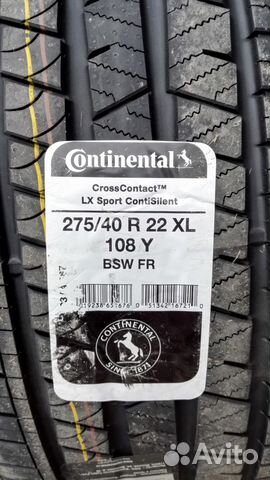 Continental
CrossContact™
LX Sport ContiSilent
275/40 R 22 XL
108 Y
BSW FR
CONTINENTAL
SINCE 1871
Avito